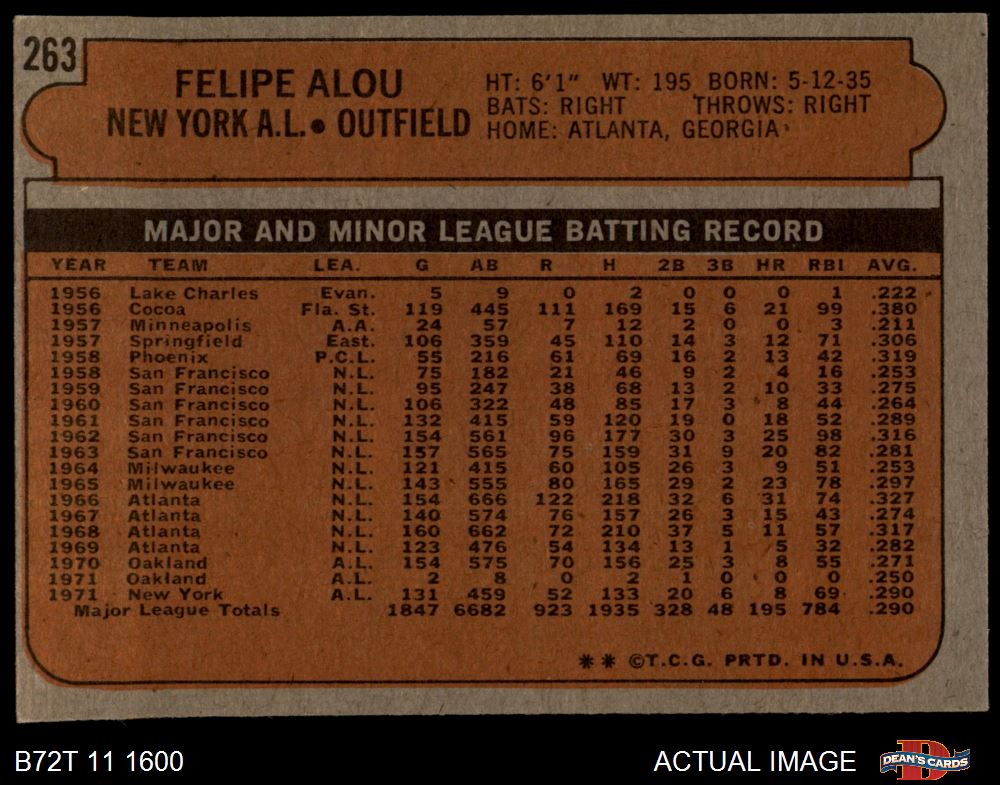 263
FELIPE ALOU
NEW YORK A.L.• OUTFIELD
HT: 6'1" WT: 195 BORN: 5-12-35
BATS: RIGHT THROWS: RIGHT
HOME: ATLANTA, GEORGIA
MAJOR AND MINOR LEAGUE BATTING RECORD
YEAR TEAM LEA. G AB R H 2B 3B HR RBI AVG.
1956 Lake Charles Evan. 5 9 0 2 0 0 0 1 .222
1956 Cocoa Fla. St. 119 445 111 169 15 6 21 99 .380
1957 Minneapolis A.A. 24 57 7 12 2 0 0 3 .211
1957 Springfield East. 106 359 45 110 14 3 12 71 .306
1958 Phoenix P.C.L. 55 216 61 69 16 2 13 42 .319
1958 San Francisco N.L. 75 182 21 46 9 2 4 16 .253
1959 San Francisco N.L. 95 247 38 68 13 2 10 33 .275
1960 San Francisco N.L. 106 322 48 85 17 3 8 44 .264
1961 San Francisco N.L. 132 415 59 120 19 0 18 52 .289
1962 San Francisco N.L. 154 561 96 177 30 3 25 98 .316
1963 San Francisco N.L. 157 565 75 159 31 9 20 82 .281
1964 Milwaukee N.L. 121 415 60 105 26 3 9 51 .253
1965 Milwaukee N.L. 143 555 80 165 29 2 23 78 .297
1966 Atlanta N.L. 154 666 122 218 32 6 31 74 .327
1967 Atlanta N.L. 140 574 76 157 26 3 15 43 .274
1968 Atlanta N.L. 160 662 72 210 37 5 11 57 .317
1969 Atlanta N.L. 123 476 54 134 13 1 5 32 .282
1970 Oakland A.L. 154 575 70 156 25 3 8 55 .271
1971 Oakland A.L. 2 8 0 2 1 0 0 0 .250
1971 New York A.L. 131 459 52 133 20 6 8 69 .290
Major League Totals 1847 6682 923 1935 328 48 195 784 .290
** ©T.C.G. PRTD. IN U.S.A.
B72T 11 1600
ACTUAL IMAGE
D
DEAN'S CARDS